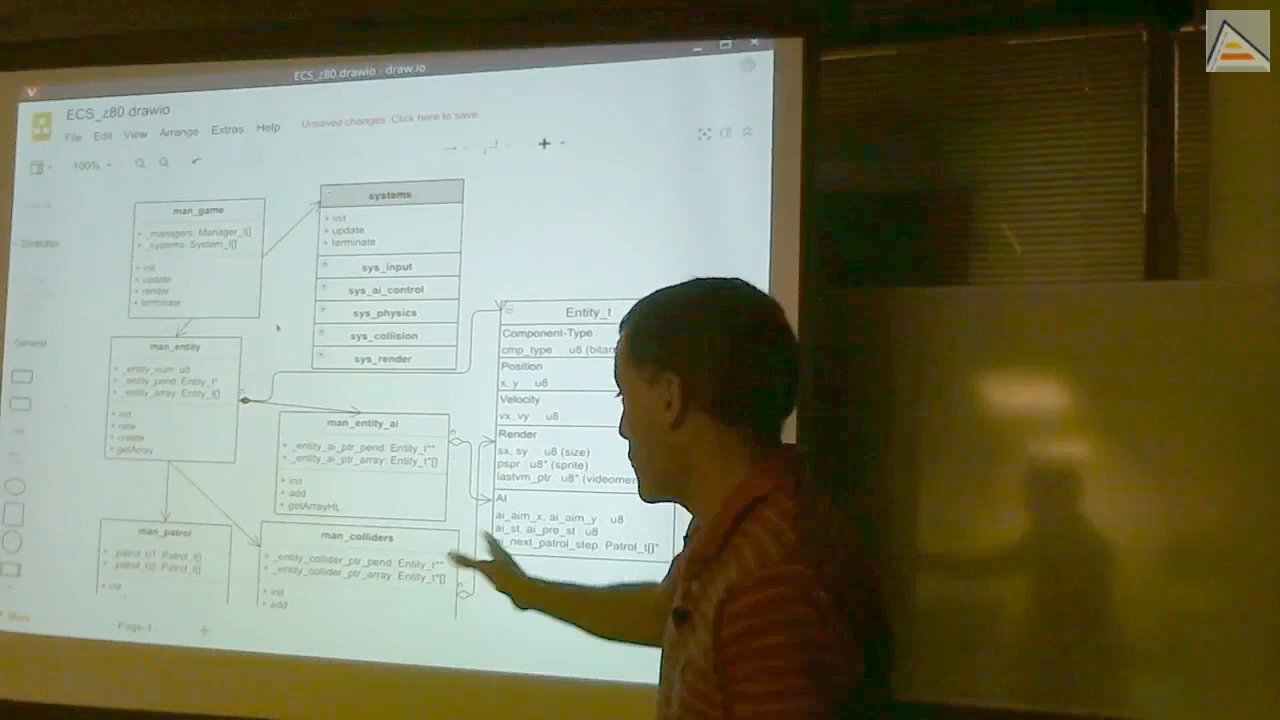 ECS_z80.drawio - draw.io
ECS_z80.drawio
File Edit View Arrange Extras Help
Unsaved changes. Click here to save
100%
man_game
+ _managers: Manager_t[]
+ _systems: System_t[]
+ init
+ update
+ render
+ terminate
systems
+ init
+ update
+ terminate
sys_input
sys_ai_control
sys_physics
sys_collision
sys_render
man_entity
+ _entity_num: u8
+ _entity_pend: Entity_t*
+ _entity_array: Entity_t[]
+ init
+ new
+ create
+ getArray
man_entity_ai
+ _entity_ai_ptr_pend: Entity_t**
+ _entity_ai_ptr_array: Entity_t*[]
+ init
+ add
+ getArrayHL
Entity_t
Component-Type
cmp_type : u8
Position
x, y : u8
Velocity
vx, vy : u8
Render
sx, sy : u8 (size)
pspr : u8* (sprite)
lastvm_ptr : u8*
AI
ai_aim_x, ai_aim_y : u8
ai_st, ai_pre_st : u8
ai_next_patrol_step: Patrol_t[]*
man_patrol
+ _patrol_01: Patrol_t[]
+ _patrol_02: Patrol_t[]
+ init
man_colliders
+ _entity_collider_ptr_pend: Entity_t**
+ _entity_collider_ptr_array: Entity_t*[]
+ init
+ add
n
n
n
Page-1